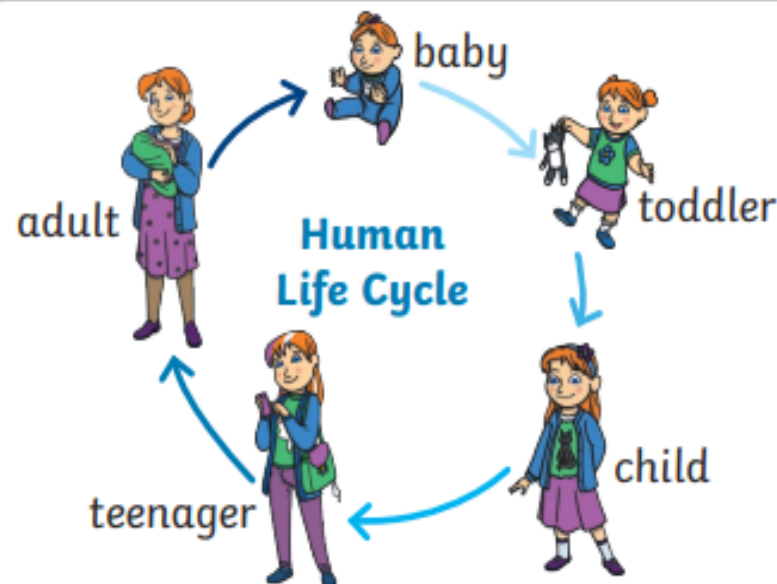 baby
toddler
adult
Human
Life Cycle
child
teenager